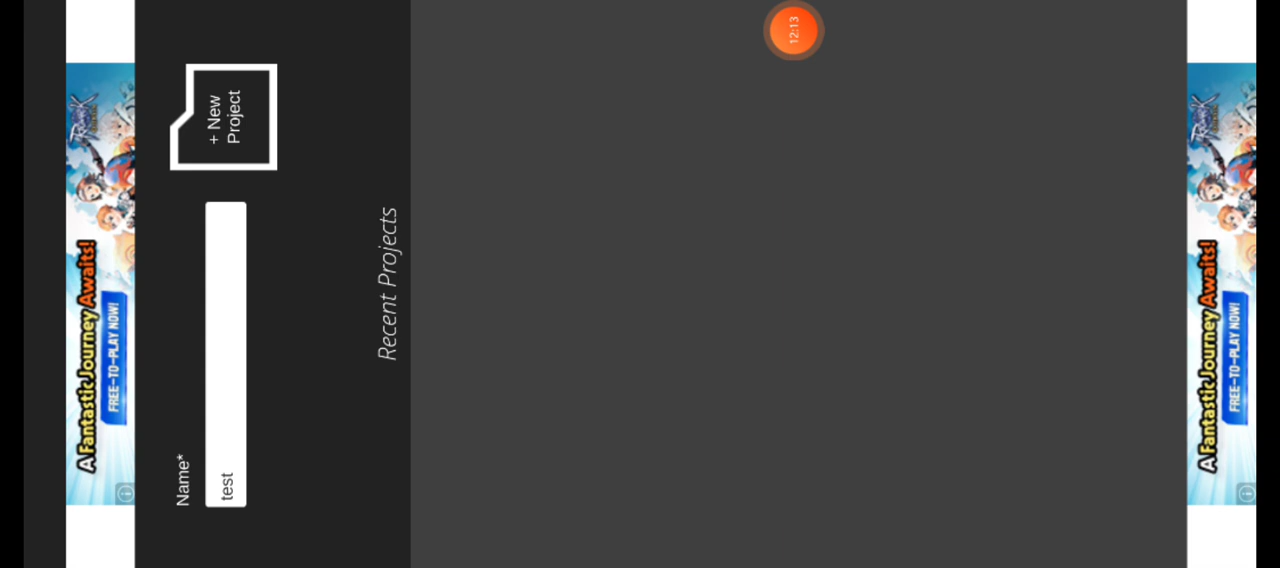 A Fantastic Journey Awaits!
FREE-TO-PLAY NOW!
Name*
test
+ New
Project
Recent Projects
12:13
A Fantastic Journey Awaits!
FREE-TO-PLAY NOW!